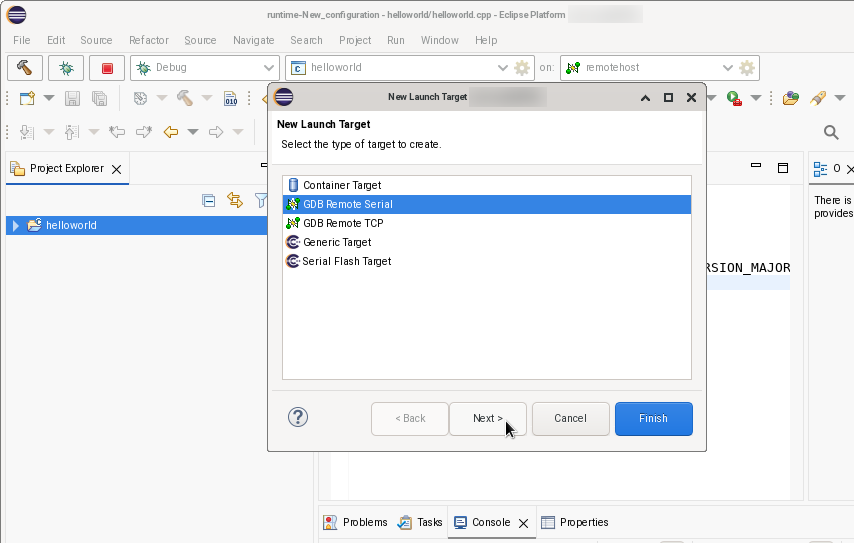 runtime-New_configuration - helloworld/helloworld.cpp - Eclipse Platform
File Edit Source Refactor Source Navigate Search Project Run Window Help
Debug helloworld on: remotehost
010
New Launch Target
Project Explorer
O
New Launch Target
Select the type of target to create.
Container Target
GDB Remote Serial
GDB Remote TCP
Generic Target
Serial Flash Target
helloworld
There is
provides
RSION_MAJOR
< Back Next > Cancel Finish
Problems Tasks Console Properties